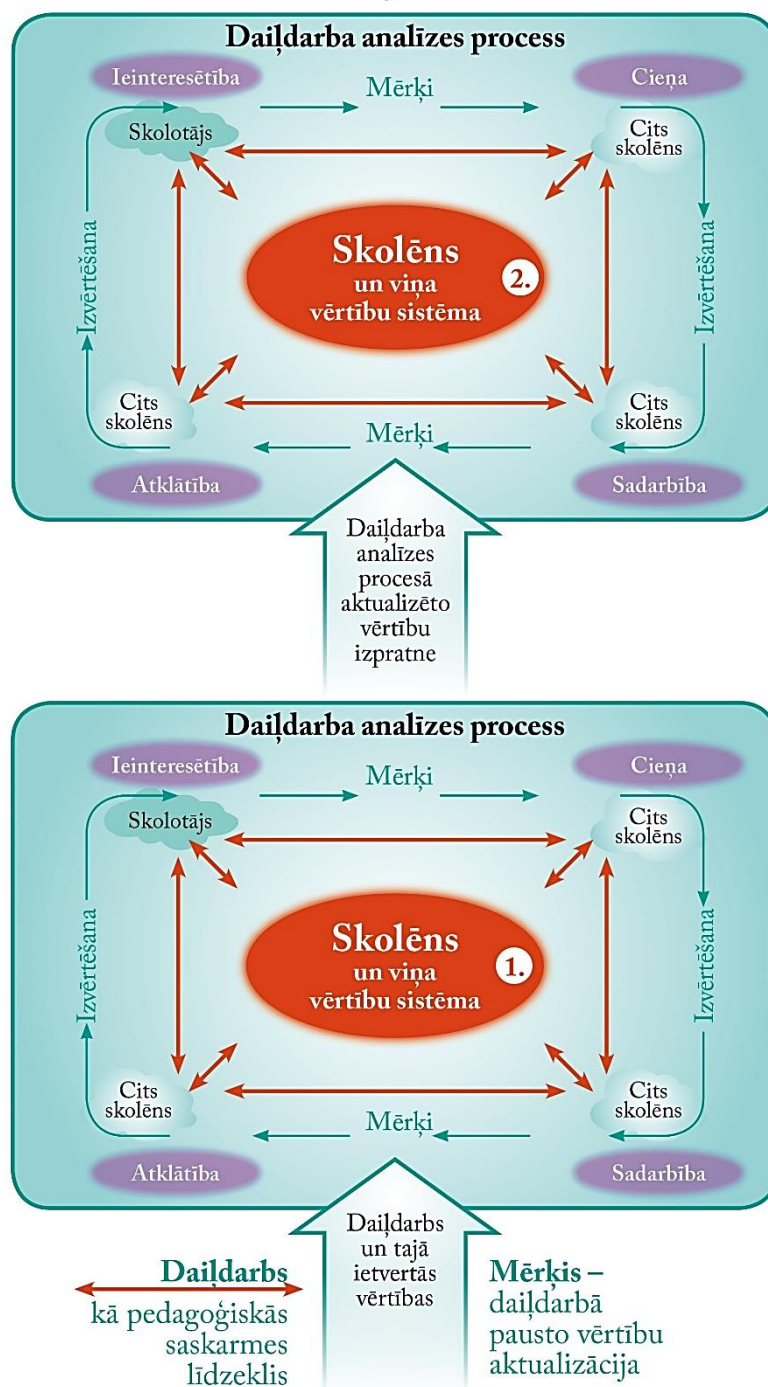 Daiļdarba analīzes process
Ieinteresētība
Mērķi
Cieņa
Skolotājs
Cits
skolēns
Izvērtēšana
Skolēns
un viņa
vērtību sistēma
2.
Izvērtēšana
Cits
skolēns
Mērķi
Cits
skolēns
Atklātība
Sadarbība
Daiļdarba
analīzes
procesā
aktualizēto
vērtību
izpratne
Daiļdarba analīzes process
Ieinteresētība
Mērķi
Cieņa
Skolotājs
Cits
skolēns
Izvērtēšana
Skolēns
un viņa
vērtību sistēma
1.
Izvērtēšana
Cits
skolēns
Mērķi
Cits
skolēns
Atklātība
Sadarbība
Daiļdarbs
un tajā
ietvertās
vērtības
Daiļdarbs
kā pedagoģiskās
saskarmes
līdzeklis
Mērķis –
daiļdarbā
pausto vērtību
aktualizācija